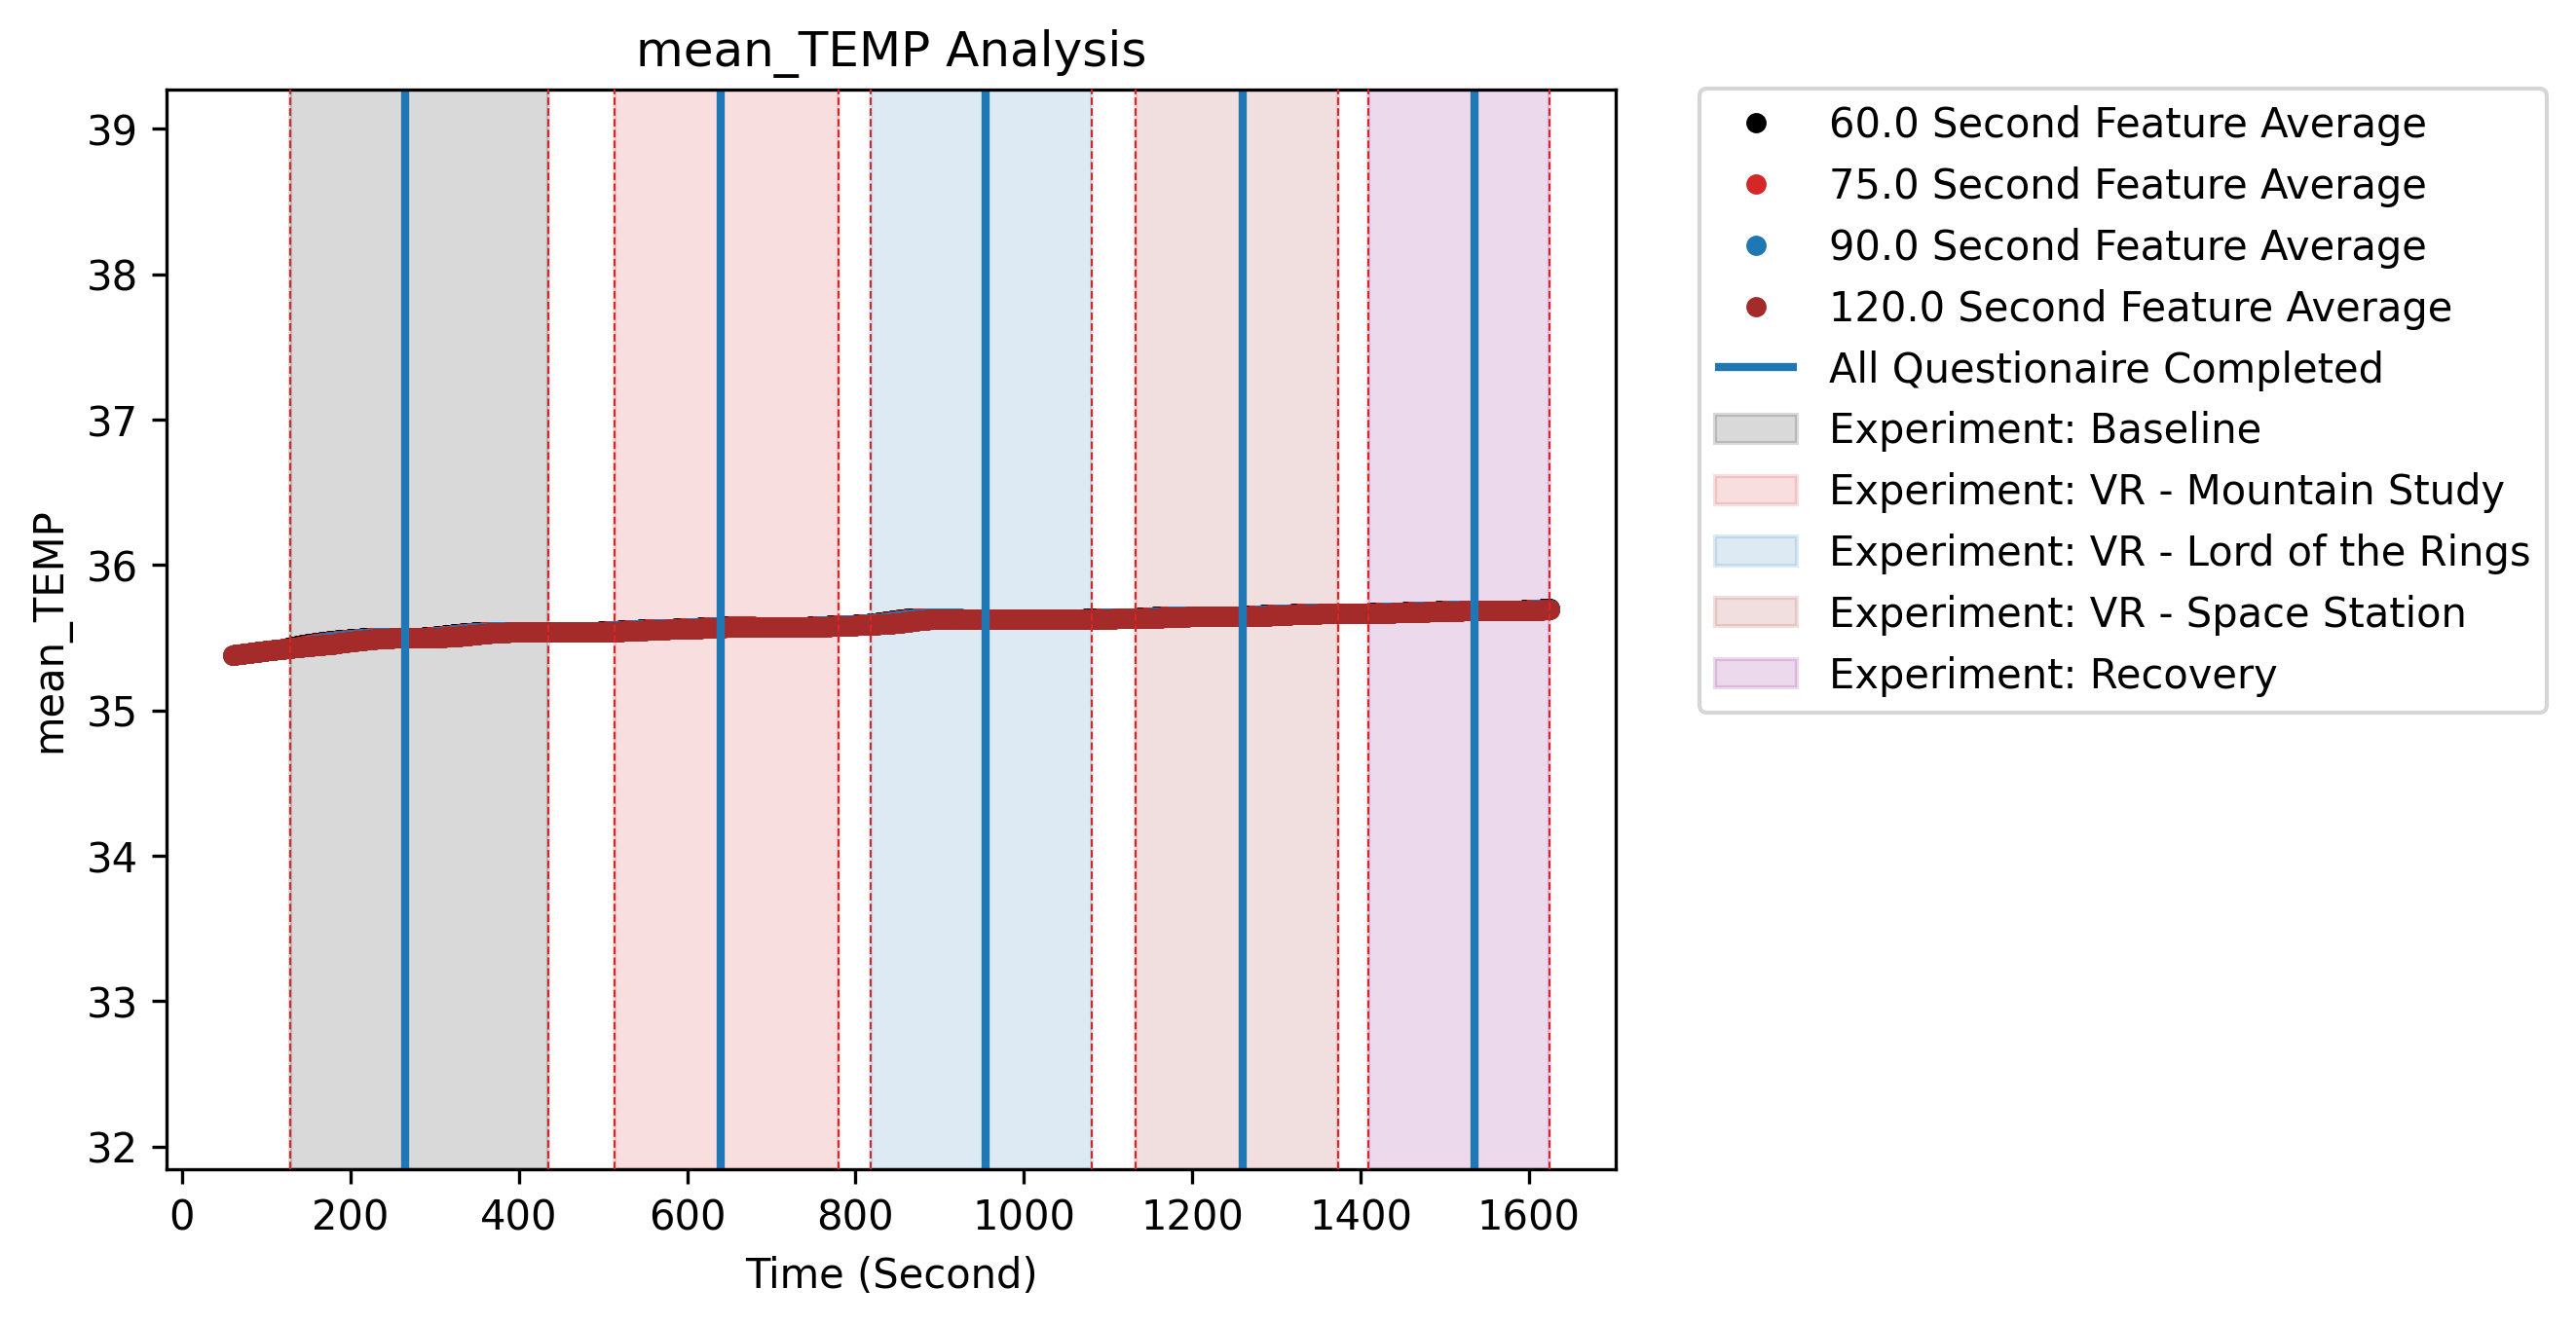 mean_TEMP Analysis
39
38
37
36
35
34
33
32
mean_TEMP
0 200 400 600 800 1000 1200 1400 1600
Time (Second)
60.0 Second Feature Average
75.0 Second Feature Average
90.0 Second Feature Average
120.0 Second Feature Average
All Questionaire Completed
Experiment: Baseline
Experiment: VR - Mountain Study
Experiment: VR - Lord of the Rings
Experiment: VR - Space Station
Experiment: Recovery